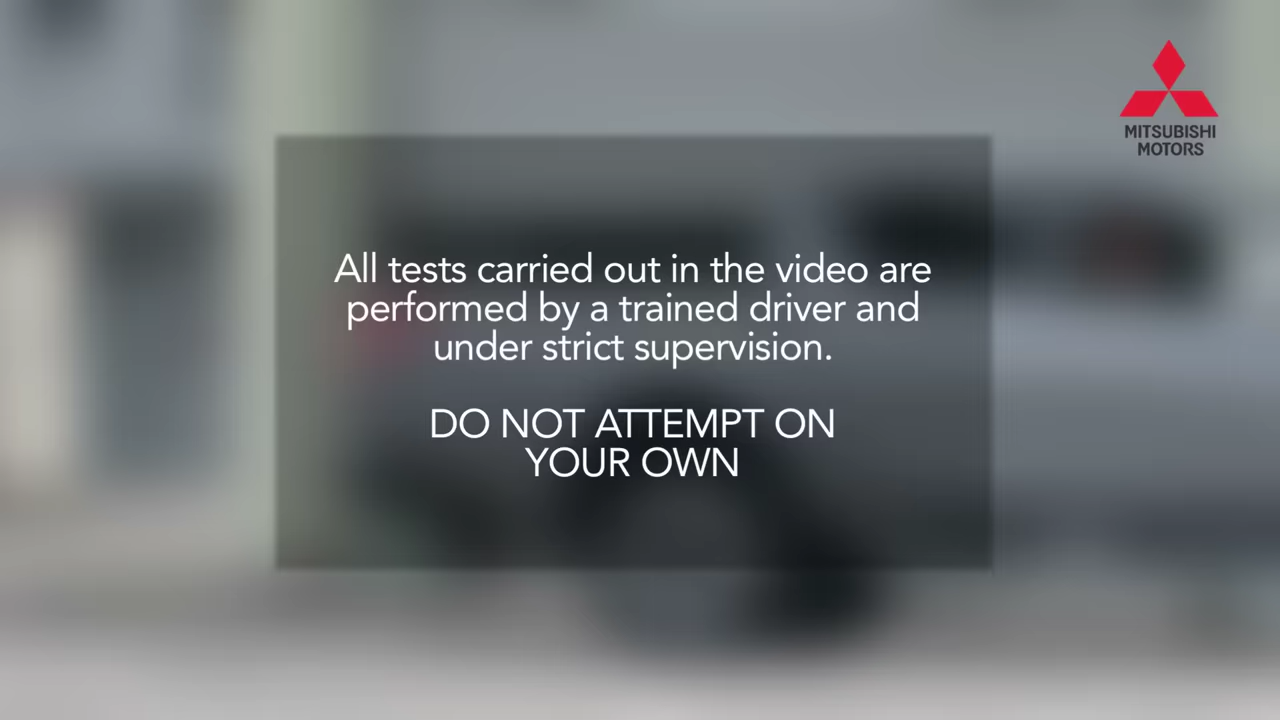 MITSUBISHI
MOTORS
All tests carried out in the video are
performed by a trained driver and
under strict supervision.
DO NOT ATTEMPT ON
YOUR OWN